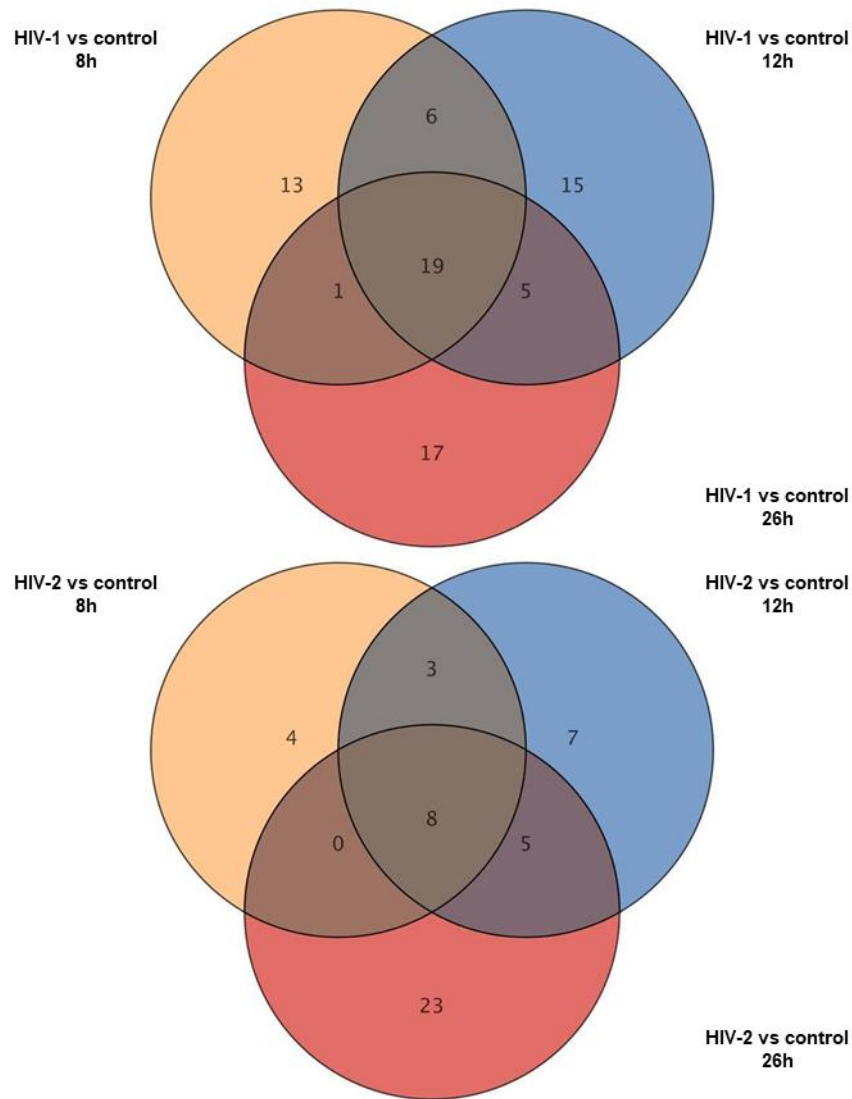 HIV-1 vs control
8h
HIV-1 vs control
12h
6
13
15
19
1
5
17
HIV-1 vs control
26h
HIV-2 vs control
8h
HIV-2 vs control
12h
3
4
7
8
0
5
23
HIV-2 vs control
26h